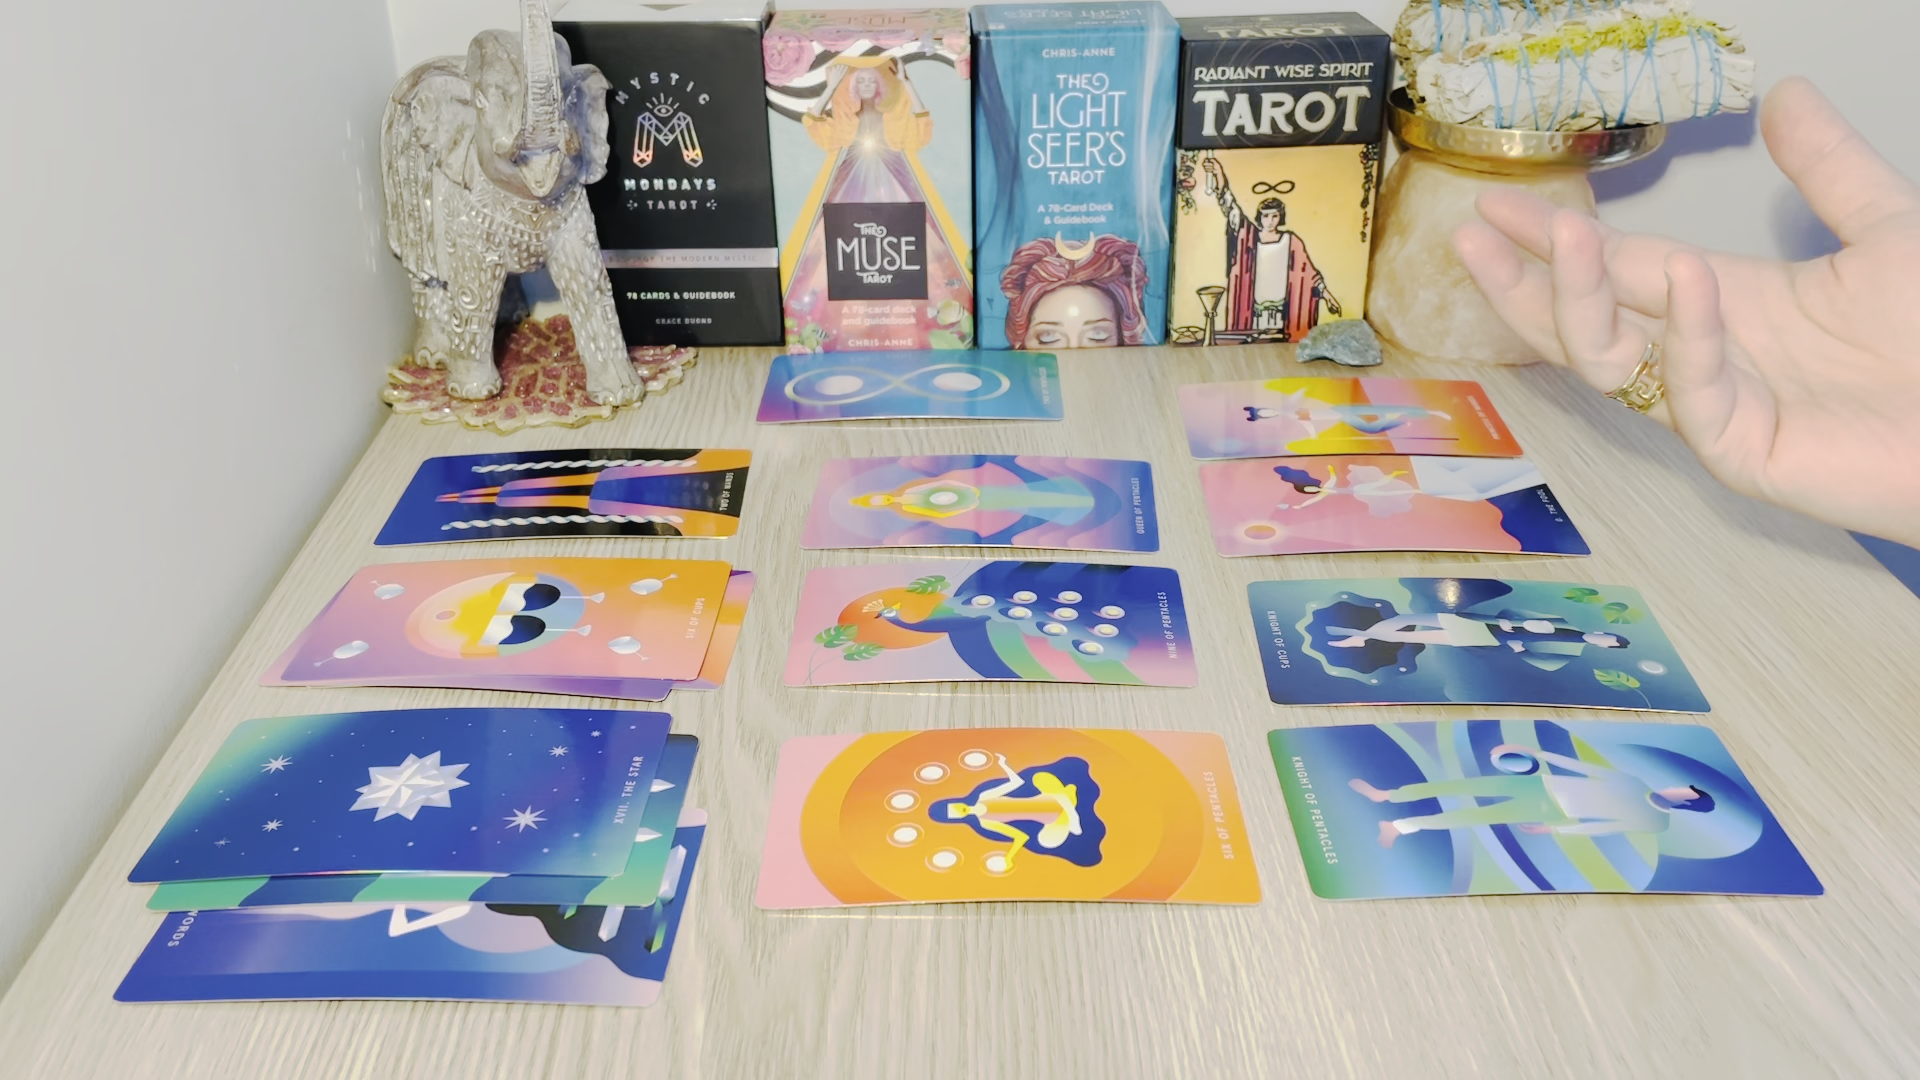 MYSTIC
MONDAYS
TAROT
78 CARDS & GUIDEBOOK
GRACE DUONG
THE
MUSE
TAROT
A 78-card deck
and guidebook
CHRIS-ANNE
CHRIS-ANNE
THE
LIGHT
SEER'S
TAROT
A 78-Card Deck
& Guidebook
TAROT
RADIANT WISE SPIRIT
TAROT
TWO OF WANDS
QUEEN OF PENTACLES
0. THE FOOL
SIX OF CUPS
NINE OF PENTACLES
KNIGHT OF CUPS
XVII. THE STAR
SIX OF PENTACLES
KNIGHT OF PENTACLES